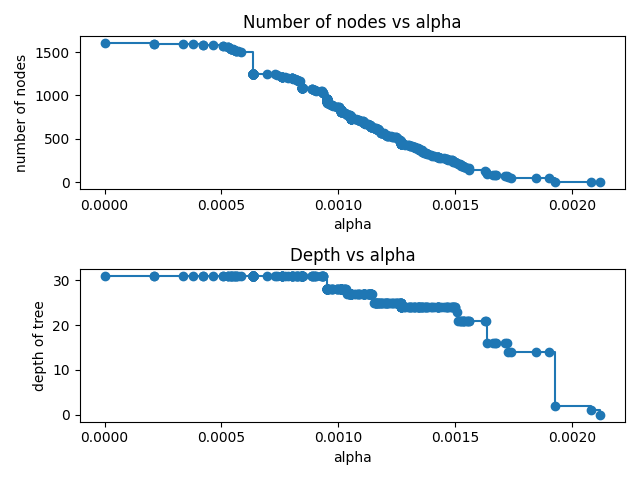 Number of nodes vs alpha
number of nodes
1500
1000
500
0
0.0000 0.0005 0.0010 0.0015 0.0020
alpha
Depth vs alpha
depth of tree
30
20
10
0
0.0000 0.0005 0.0010 0.0015 0.0020
alpha